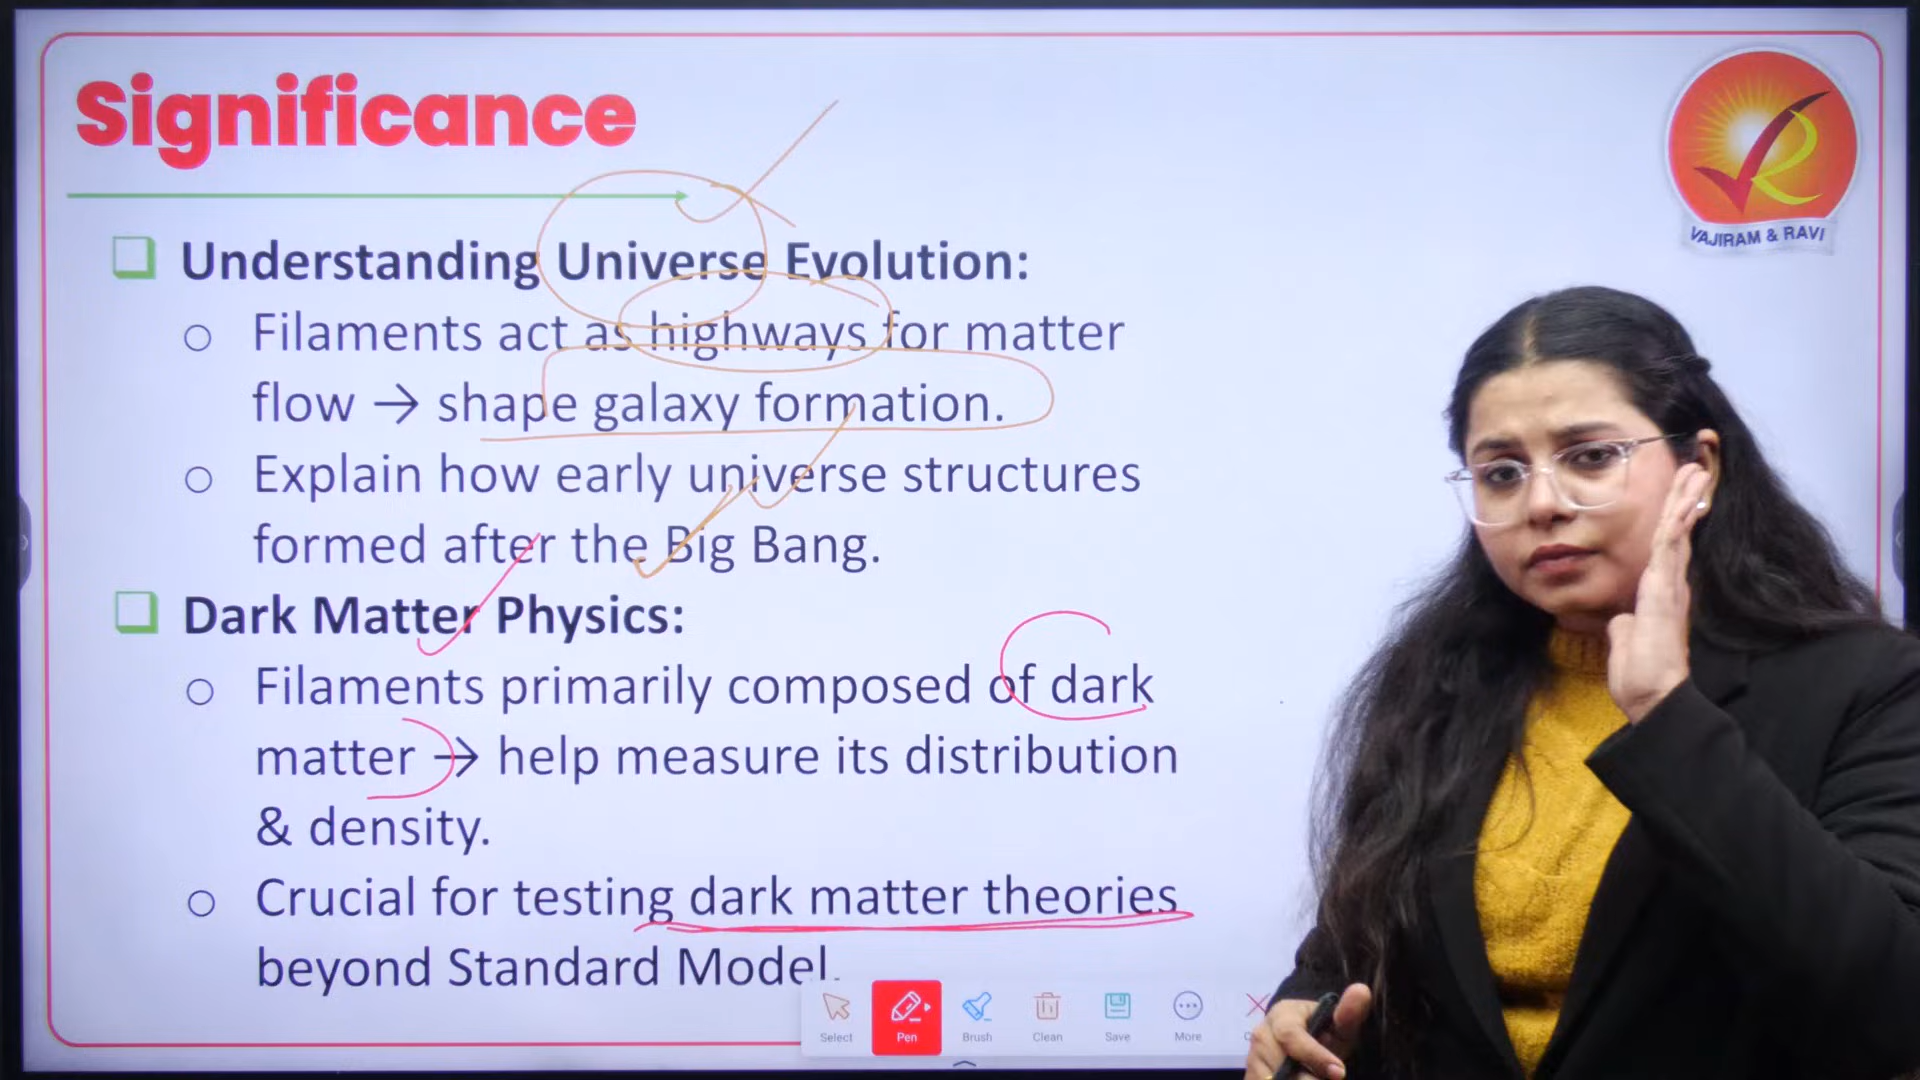 Significance
VAJIRAM & RAVI
Understanding Universe Evolution:
Filaments act as highways for matter
flow → shape galaxy formation.
Explain how early universe structures
formed after the Big Bang.
Dark Matter Physics:
Filaments primarily composed of dark
matter → help measure its distribution
& density.
Crucial for testing dark matter theories
beyond Standard Model.
Select
Pen
Brush
Clean
Save
More